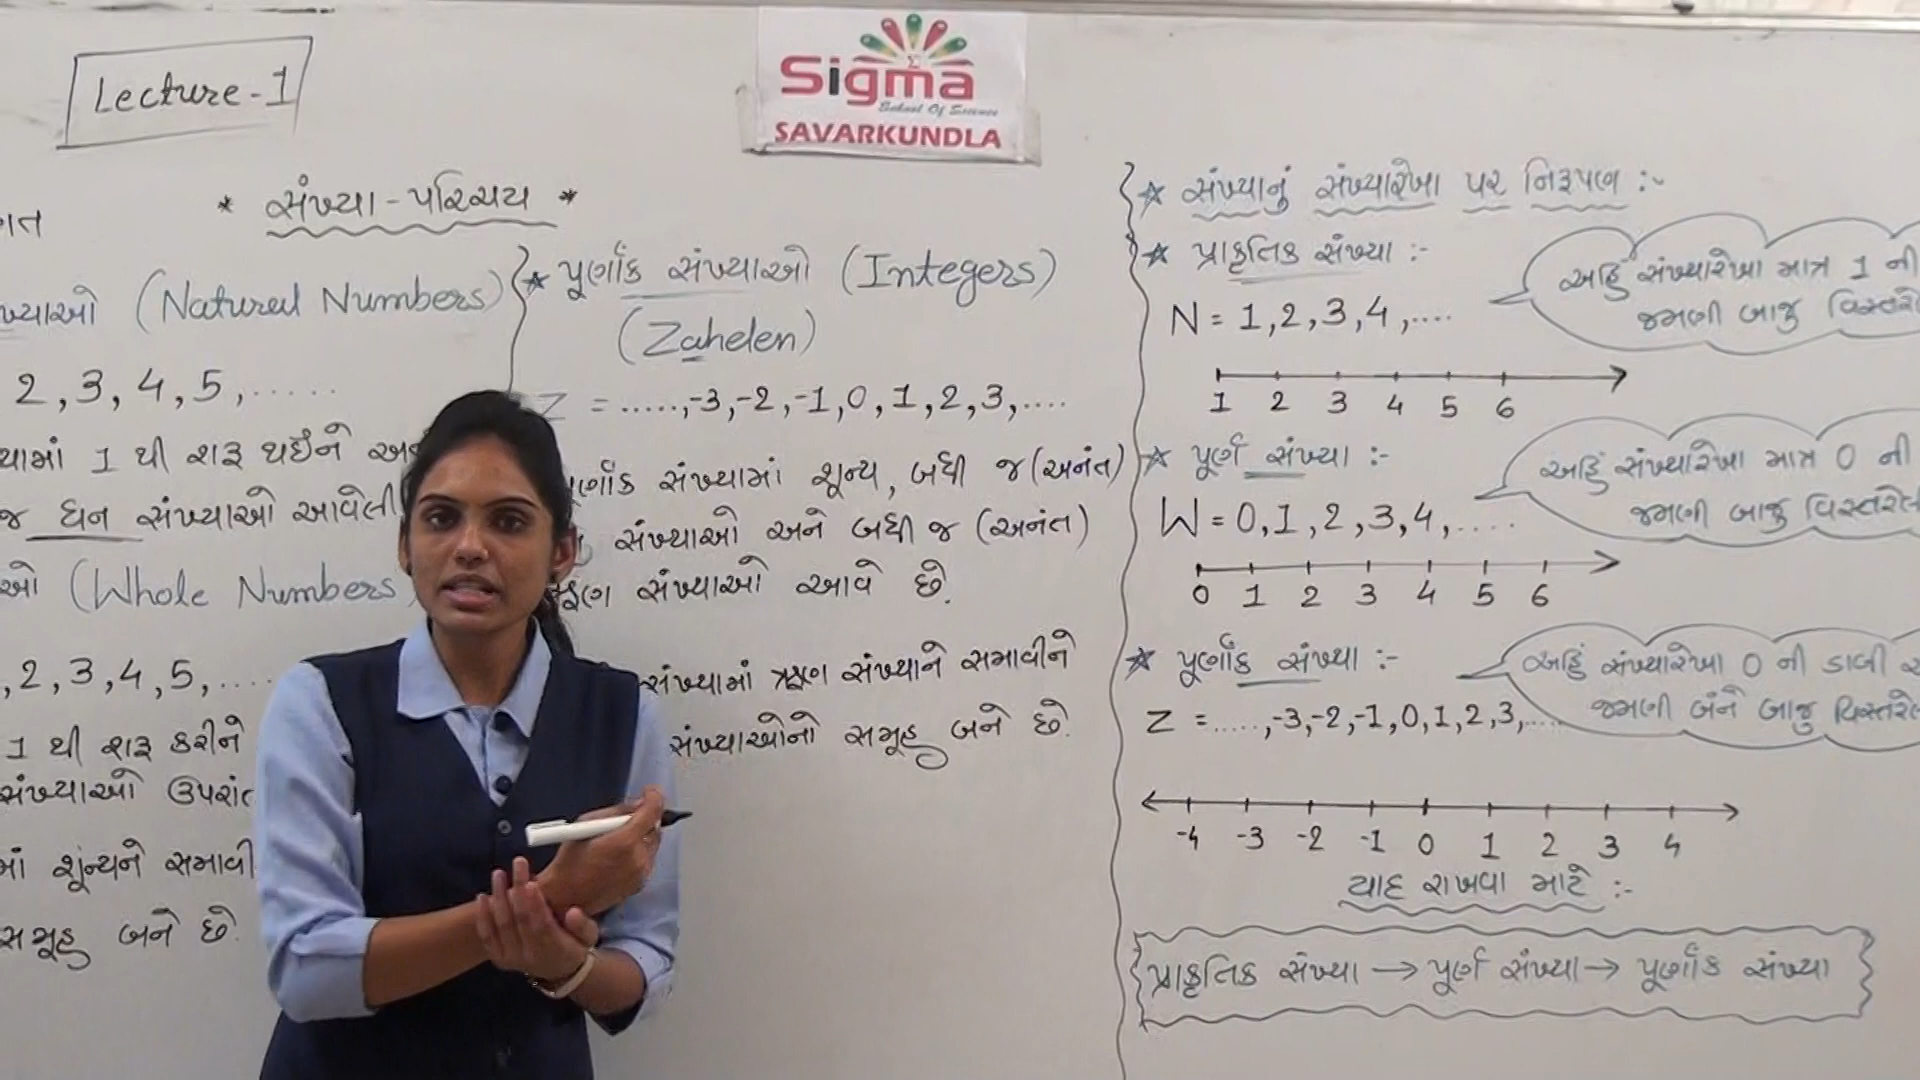 Lecture-1
Sigma
School Of Science
SAVARKUNDLA
* સંખ્યા-પરિચય *
(Natural Numbers)
2,3,4,5,.....
1 થી શરૂ થઈને
જ ધન સંખ્યાઓ આવેલી
(Whole Numbers
,2,3,4,5,....
1 થી શરૂ કરીને
સંખ્યાઓ ઉપરાંત
માં શૂન્યને સમાવી
સમૂહ બને છે.
* પૂર્ણાંક સંખ્યાઓ (Integers)
(Zahelen)
Z = .....,-3,-2,-1,0,1,2,3,....
પૂર્ણાંક સંખ્યામાં શૂન્ય, બધી જ (અનંત)
સંખ્યાઓ અને બધી જ (અનંત)
ઋણ સંખ્યાઓ આવે છે.
સંખ્યામાં ઋણ સંખ્યાને સમાવીને
સંખ્યાઓનો સમૂહ બને છે.
* સંખ્યાનું સંખ્યારેખા પર નિરૂપણ :-
* પ્રાકૃતિક સંખ્યા :-
N = 1,2,3,4,....
અહિં સંખ્યારેખા માત્ર 1 ની
જમણી બાજુ
1 2 3 4 5 6
* પૂર્ણ સંખ્યા :-
W = 0,1,2,3,4,....
અહિં સંખ્યારેખા માત્ર 0 ની
જમણી બાજુ
0 1 2 3 4 5 6
* પૂર્ણાંક સંખ્યા :-
Z = .....,-3,-2,-1,0,1,2,3,....
અહિં સંખ્યારેખા 0 ની ડાબી
જમણી બંને બાજુ
-4 -3 -2 -1 0 1 2 3 4
યાદ રાખવા માટે :-
પ્રાકૃતિક સંખ્યા → પૂર્ણ સંખ્યા → પૂર્ણાંક સંખ્યા